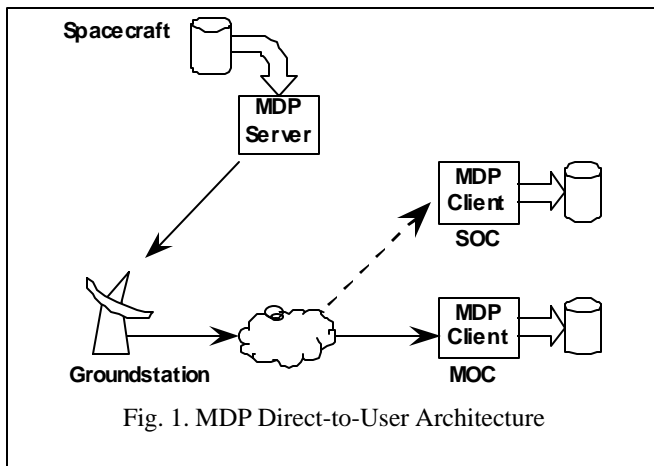 Spacecraft
MDP
Server
MDP
Client
SOC
MDP
Client
MOC
Groundstation
Fig. 1. MDP Direct-to-User Architecture